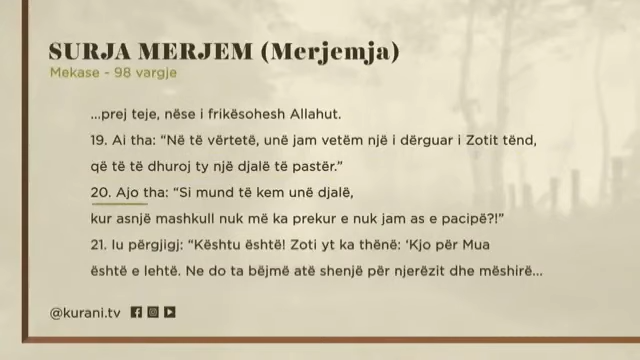 SURJA MERJEM (Merjemja)
Mekase - 98 vargje
...prej teje, nëse i frikësohesh Allahut.
19. Ai tha: “Në të vërtetë, unë jam vetëm një i dërguar i Zotit tënd,
që të të dhuroj ty një djalë të pastër.”
20. Ajo tha: “Si mund të kem unë djalë,
kur asnjë mashkull nuk më ka prekur e nuk jam as e pacipë?!”
21. Iu përgjigj: “Kështu është! Zoti yt ka thënë: ‘Kjo për Mua
është e lehtë. Ne do ta bëjmë atë shenjë për njerëzit dhe mëshirë...
@kurani.tv